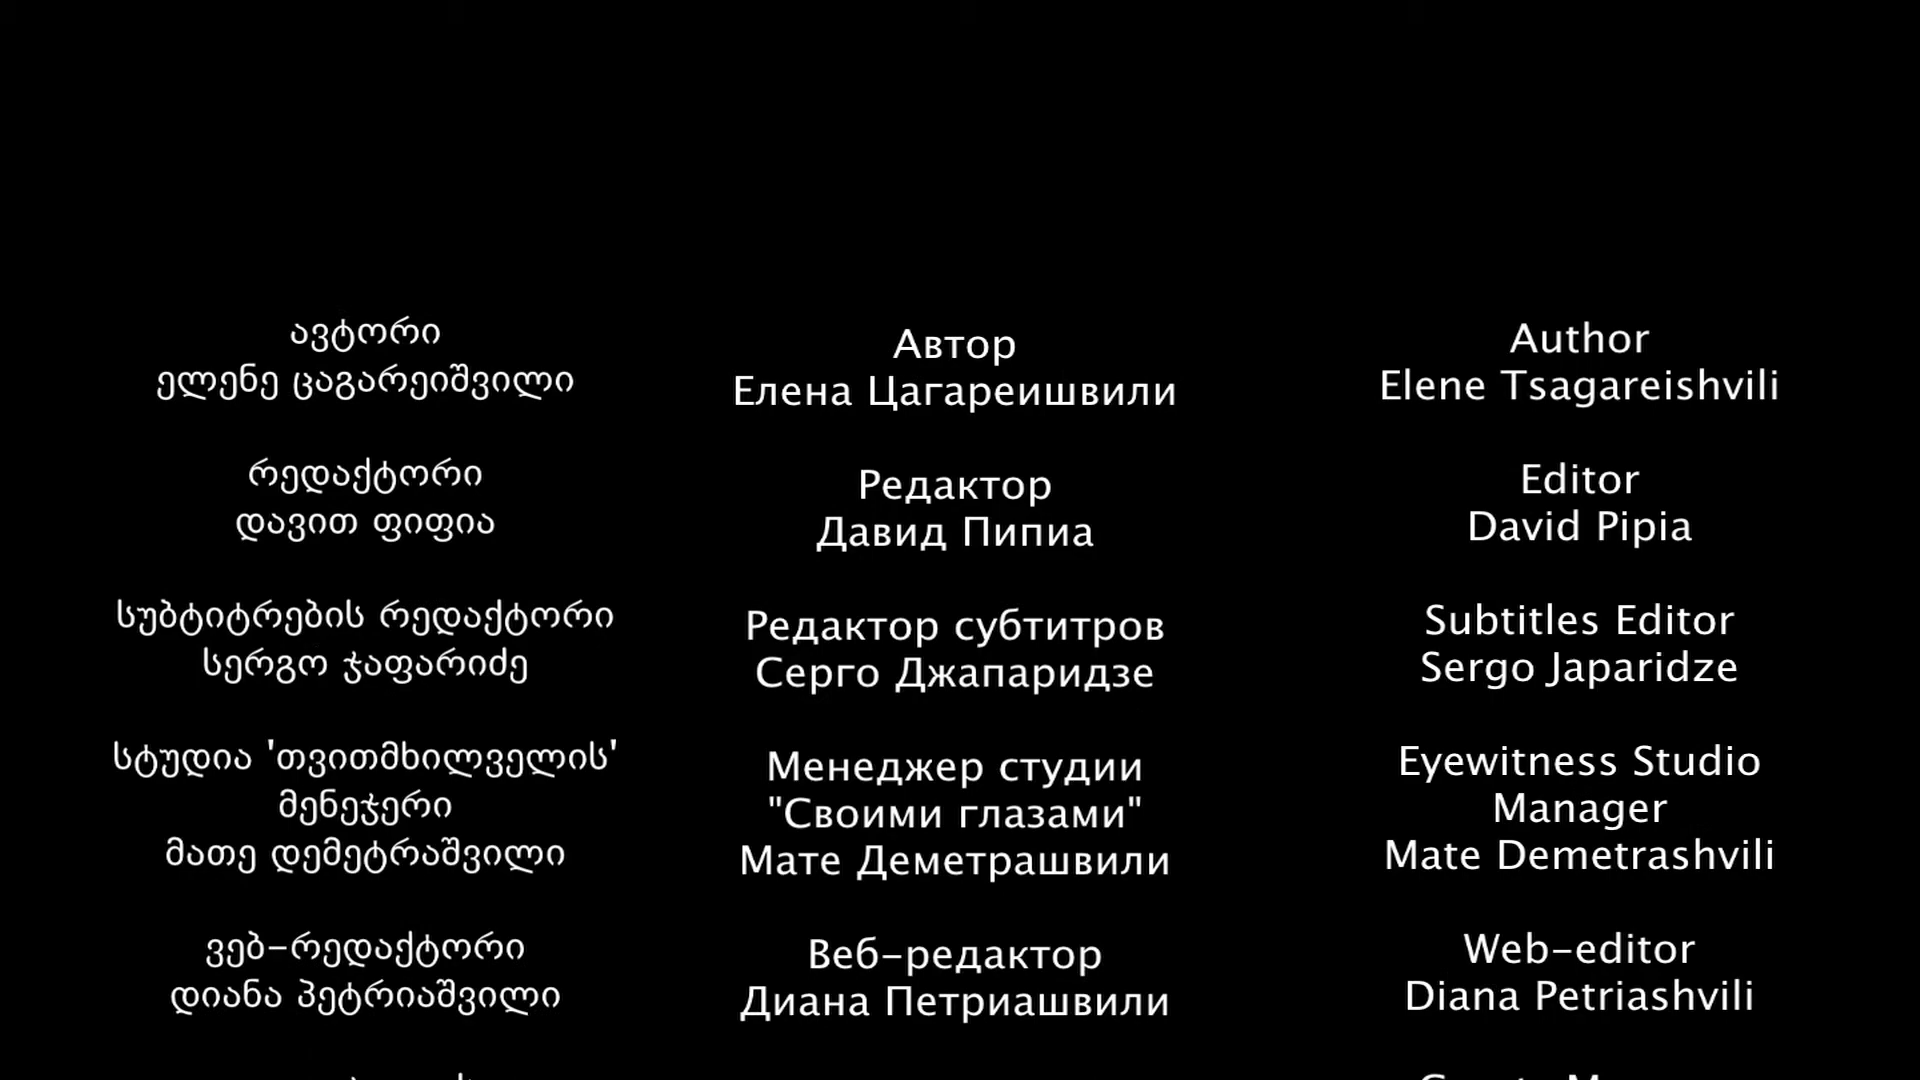 ავტორი
ელენე ცაგარეიშვილი
რედაქტორი
დავით ფიფია
სუბტიტრების რედაქტორი
სერგო ჯაფარიძე
სტუდია 'თვითმხილველის'
მენეჯერი
მათე დემეტრაშვილი
ვებ-რედაქტორი
დიანა პეტრიაშვილი
Автор
Елена Цагареишвили
Редактор
Давид Пипиа
Редактор субтитров
Серго Джапаридзе
Менеджер студии
"Своими глазами"
Мате Деметрашвили
Веб-редактор
Диана Петриашвили
Author
Elene Tsagareishvili
Editor
David Pipia
Subtitles Editor
Sergo Japaridze
Eyewitness Studio
Manager
Mate Demetrashvili
Web-editor
Diana Petriashvili